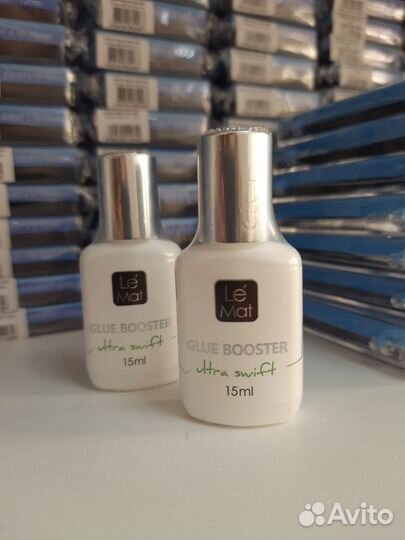 Le'
Mat
GLUE BOOSTER
ultra swift
15ml
Le'
Mat
GLUE BOOSTER
ultra swift
15ml
Avito